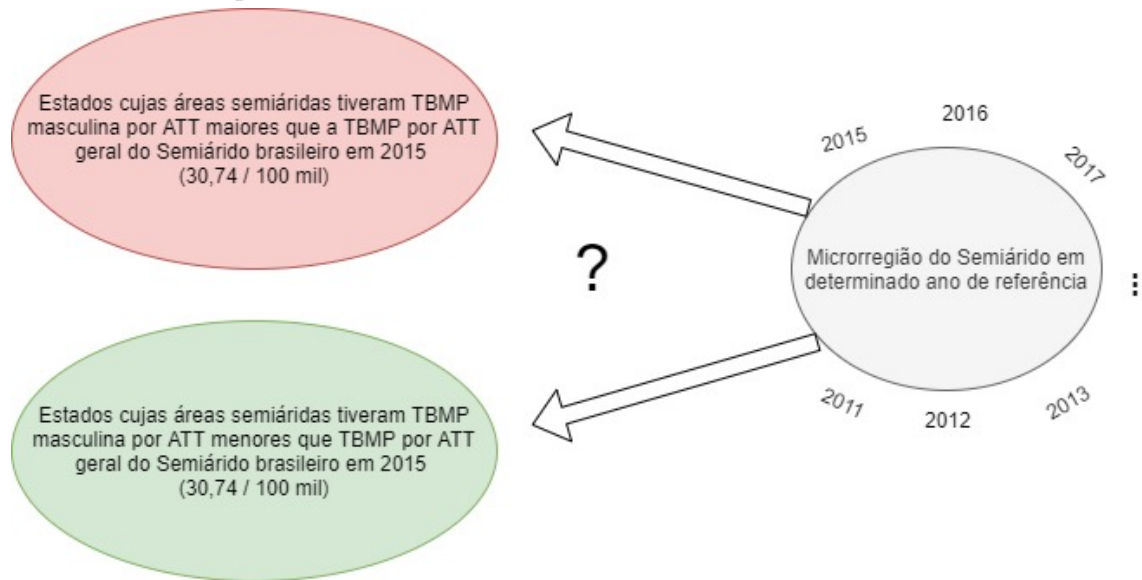 Estados cujas áreas semiáridas tiveram TBMP
masculina por ATT maiores que a TBMP por ATT
geral do Semiárido brasileiro em 2015
(30,74 / 100 mil)
?
Estados cujas áreas semiáridas tiveram TBMP
masculina por ATT menores que TBMP por ATT
geral do Semiárido brasileiro em 2015
(30,74 / 100 mil)
2015
2016
2017
Microrregião do Semiárido em
determinado ano de referência
...
2011
2012
2013